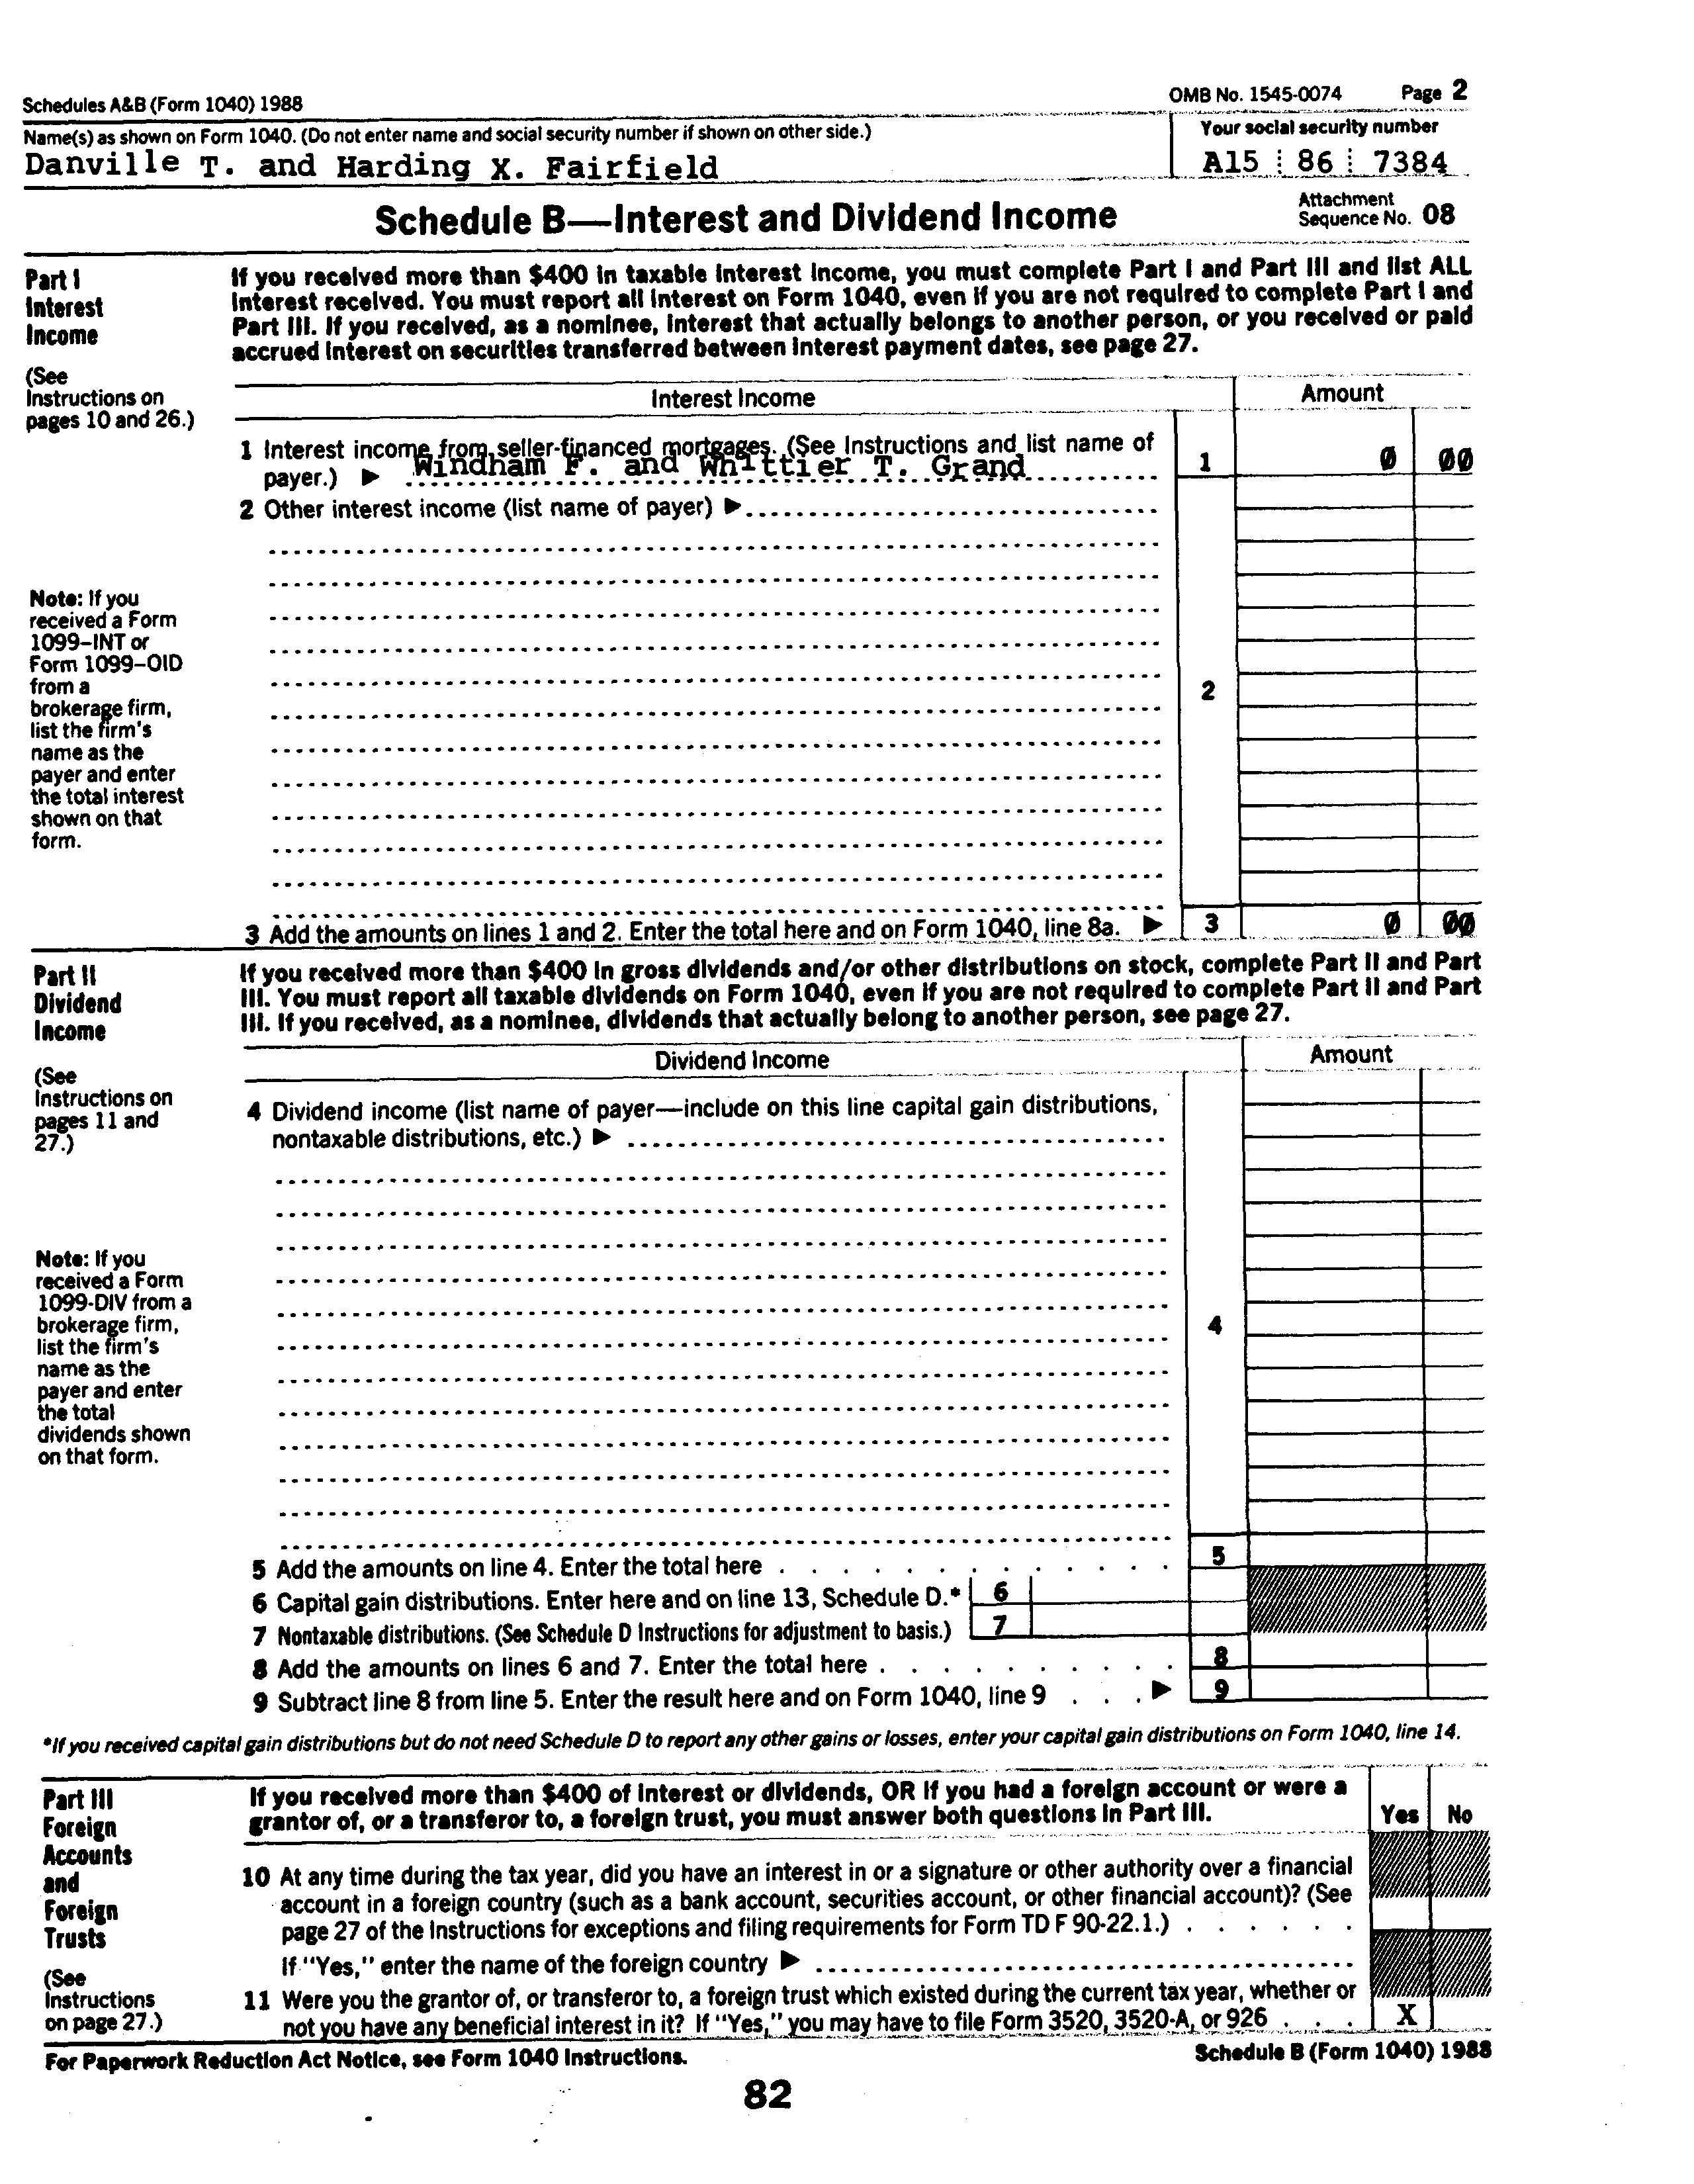 Schedules A&B (Form 1040) 1988
OMB No. 1545-0074 Page 2
Name(s) as shown on Form 1040. (Do not enter name and social security number if shown on other side.)
Your social security number
Danville T. and Harding X. Fairfield
A15 86 7384
Schedule B—Interest and Dividend Income
Attachment
Sequence No. 08
Part I
Interest
Income
(See
Instructions on
pages 10 and 26.)
If you received more than $400 in taxable interest income, you must complete Part I and Part III and list ALL
interest received. You must report all interest on Form 1040, even if you are not required to complete Part I and
Part III. If you received, as a nominee, interest that actually belongs to another person, or you received or paid
accrued interest on securities transferred between interest payment dates, see page 27.
Interest Income
Amount
1 Interest income from seller-financed mortgages. (See Instructions and list name of
payer.) ▶ Windham F. and Whittier T. Grand
1 0 00
2 Other interest income (list name of payer) ▶
Note: If you
received a Form
1099–INT or
Form 1099–OID
from a
brokerage firm,
list the firm's
name as the
payer and enter
the total interest
shown on that
form.
2
3 Add the amounts on lines 1 and 2. Enter the total here and on Form 1040, line 8a. ▶ 3 0 00
Part II
Dividend
Income
(See
Instructions on
pages 11 and
27.)
If you received more than $400 in gross dividends and/or other distributions on stock, complete Part II and Part
III. You must report all taxable dividends on Form 1040, even if you are not required to complete Part II and Part
III. If you received, as a nominee, dividends that actually belong to another person, see page 27.
Dividend Income
Amount
4 Dividend income (list name of payer—include on this line capital gain distributions,
nontaxable distributions, etc.) ▶
Note: If you
received a Form
1099-DIV from a
brokerage firm,
list the firm's
name as the
payer and enter
the total
dividends shown
on that form.
4
5 Add the amounts on line 4. Enter the total here . . . . . . . . . . . . 5
6 Capital gain distributions. Enter here and on line 13, Schedule D.* 6
7 Nontaxable distributions. (See Schedule D Instructions for adjustment to basis.) 7
8 Add the amounts on lines 6 and 7. Enter the total here . . . . . . . . . . 8
9 Subtract line 8 from line 5. Enter the result here and on Form 1040, line 9 . . . ▶ 9
*If you received capital gain distributions but do not need Schedule D to report any other gains or losses, enter your capital gain distributions on Form 1040, line 14.
Part III
Foreign
Accounts
and
Foreign
Trusts
(See
Instructions
on page 27.)
If you received more than $400 of interest or dividends, OR if you had a foreign account or were a
grantor of, or a transferor to, a foreign trust, you must answer both questions in Part III.
Yes No
10 At any time during the tax year, did you have an interest in or a signature or other authority over a financial
account in a foreign country (such as a bank account, securities account, or other financial account)? (See
page 27 of the Instructions for exceptions and filing requirements for Form TD F 90-22.1.) . . . . . .
If "Yes," enter the name of the foreign country ▶
11 Were you the grantor of, or transferor to, a foreign trust which existed during the current tax year, whether or
not you have any beneficial interest in it? If "Yes," you may have to file Form 3520, 3520-A, or 926 . . . X
For Paperwork Reduction Act Notice, see Form 1040 Instructions.
Schedule B (Form 1040) 1988
82